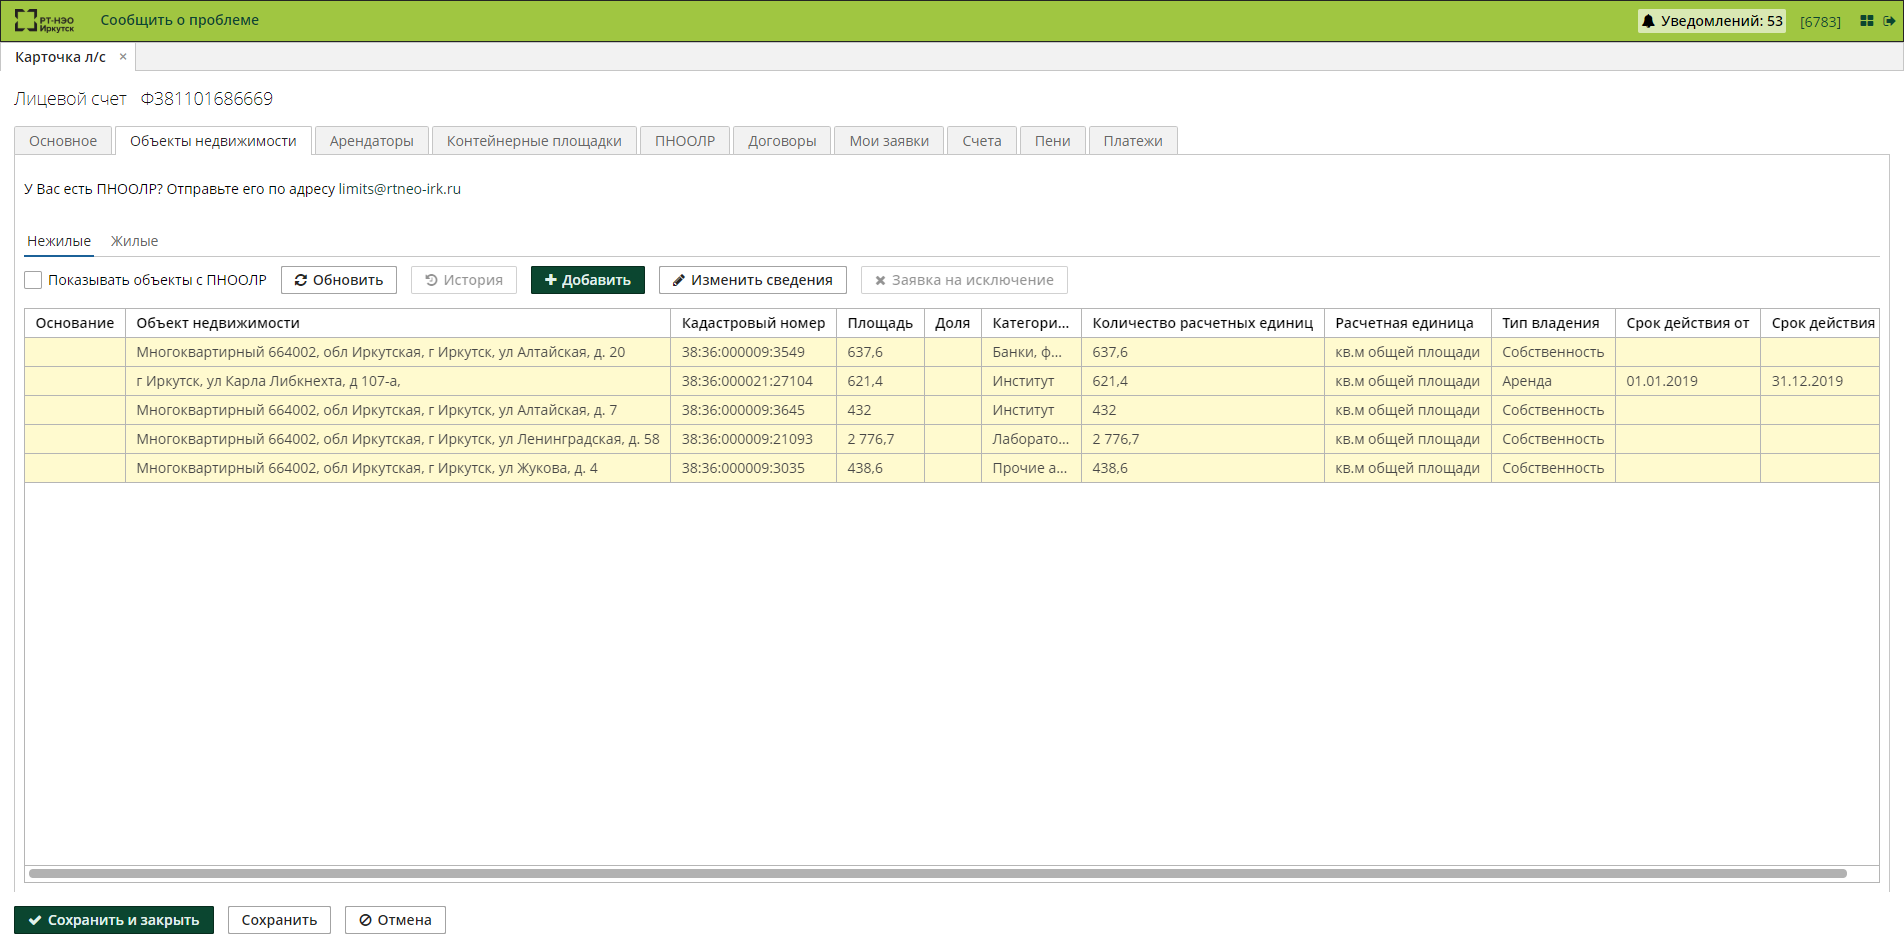 РТ-НЭО Иркутск Сообщить о проблеме Уведомлений: 53 [6783]
Карточка л/с ×
Лицевой счет Ф381101686669
Основное Объекты недвижимости Арендаторы Контейнерные площадки ПНООЛР Договоры Мои заявки Счета Пени Платежи
У Вас есть ПНООЛР? Отправьте его по адресу limits@rtneo-irk.ru
Нежилые Жилые
Показывать объекты с ПНООЛР Обновить История Добавить Изменить сведения Заявка на исключение
Основание Объект недвижимости Кадастровый номер Площадь Доля Категори... Количество расчетных единиц Расчетная единица Тип владения Срок действия от Срок действия
Многоквартирный 664002, обл Иркутская, г Иркутск, ул Алтайская, д. 20 38:36:000009:3549 637,6 Банки, ф... 637,6 кв.м общей площади Собственность
г Иркутск, ул Карла Либкнехта, д 107-а, 38:36:000021:27104 621,4 Институт 621,4 кв.м общей площади Аренда 01.01.2019 31.12.2019
Многоквартирный 664002, обл Иркутская, г Иркутск, ул Алтайская, д. 7 38:36:000009:3645 432 Институт 432 кв.м общей площади Собственность
Многоквартирный 664002, обл Иркутская, г Иркутск, ул Ленинградская, д. 58 38:36:000009:21093 2 776,7 Лаборато... 2 776,7 кв.м общей площади Собственность
Многоквартирный 664002, обл Иркутская, г Иркутск, ул Жукова, д. 4 38:36:000009:3035 438,6 Прочие а... 438,6 кв.м общей площади Собственность
Сохранить и закрыть Сохранить Отмена